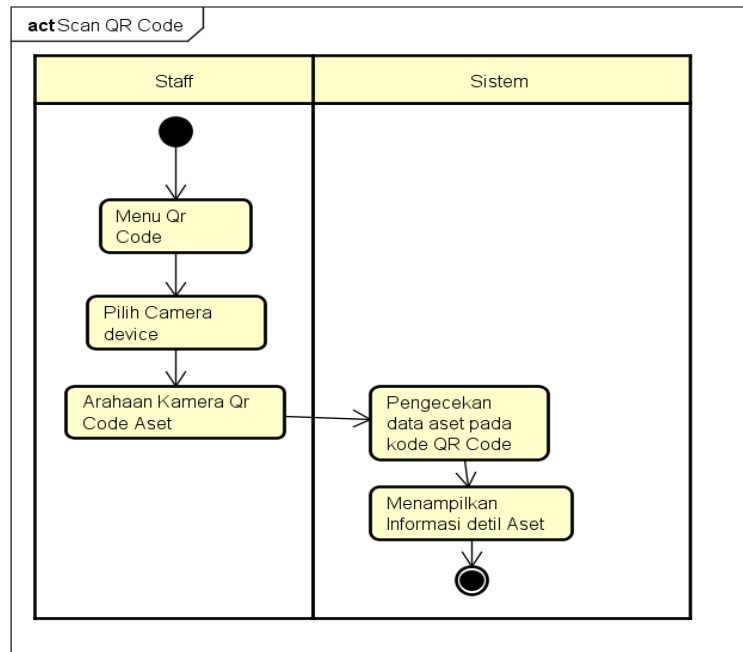 act Scan QR Code
Staff
Sistem
Menu Qr
Code
Pilih Camera
device
Arahaan Kamera Qr
Code Aset
Pengecekan
data aset pada
kode QR Code
Menampilkan
Informasi detil Aset